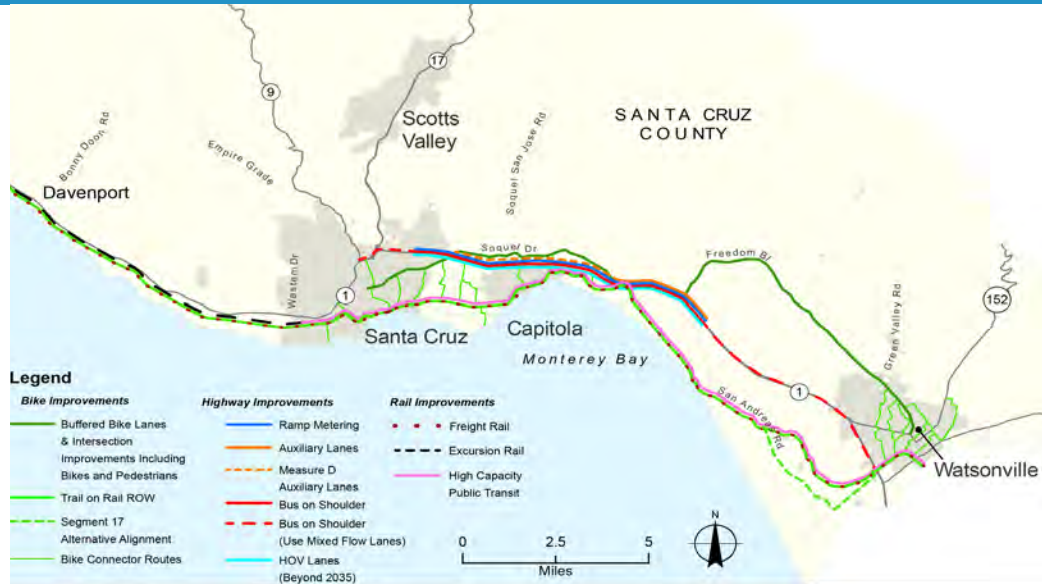 17
9
Scotts
Valley
SANTA CRUZ
COUNTY
Bonny Doon Rd
Empire Grade
Soquel San Jose Rd
Davenport
Soquel Dr
Freedom Bl
Western Dr
1
Green Valley Rd
152
Santa Cruz
Capitola
Monterey Bay
1
San Andreas Rd
Watsonville
Legend
Bike Improvements
Buffered Bike Lanes
& Intersection
Improvements Including
Bikes and Pedestrians
Trail on Rail ROW
Segment 17
Alternative Alignment
Bike Connector Routes
Highway Improvements
Ramp Metering
Auxiliary Lanes
Measure D
Auxiliary Lanes
Bus on Shoulder
Bus on Shoulder
(Use Mixed Flow Lanes)
HOV Lanes
(Beyond 2035)
Rail Improvements
Freight Rail
Excursion Rail
High Capacity
Public Transit
0 2.5 5
Miles
N